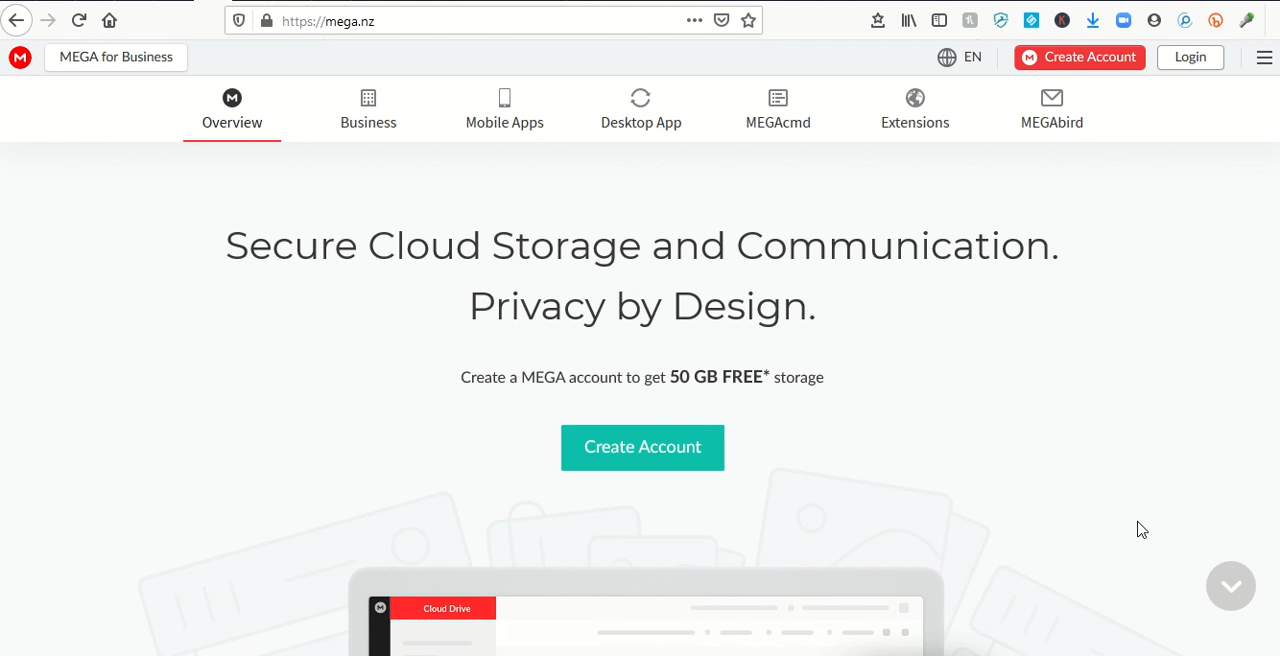 https://mega.nz
MEGA for Business
EN
Create Account
Login
Overview
Business
Mobile Apps
Desktop App
MEGAcmd
Extensions
MEGAbird
Secure Cloud Storage and Communication.
Privacy by Design.
Create a MEGA account to get 50 GB FREE* storage
Create Account
Cloud Drive